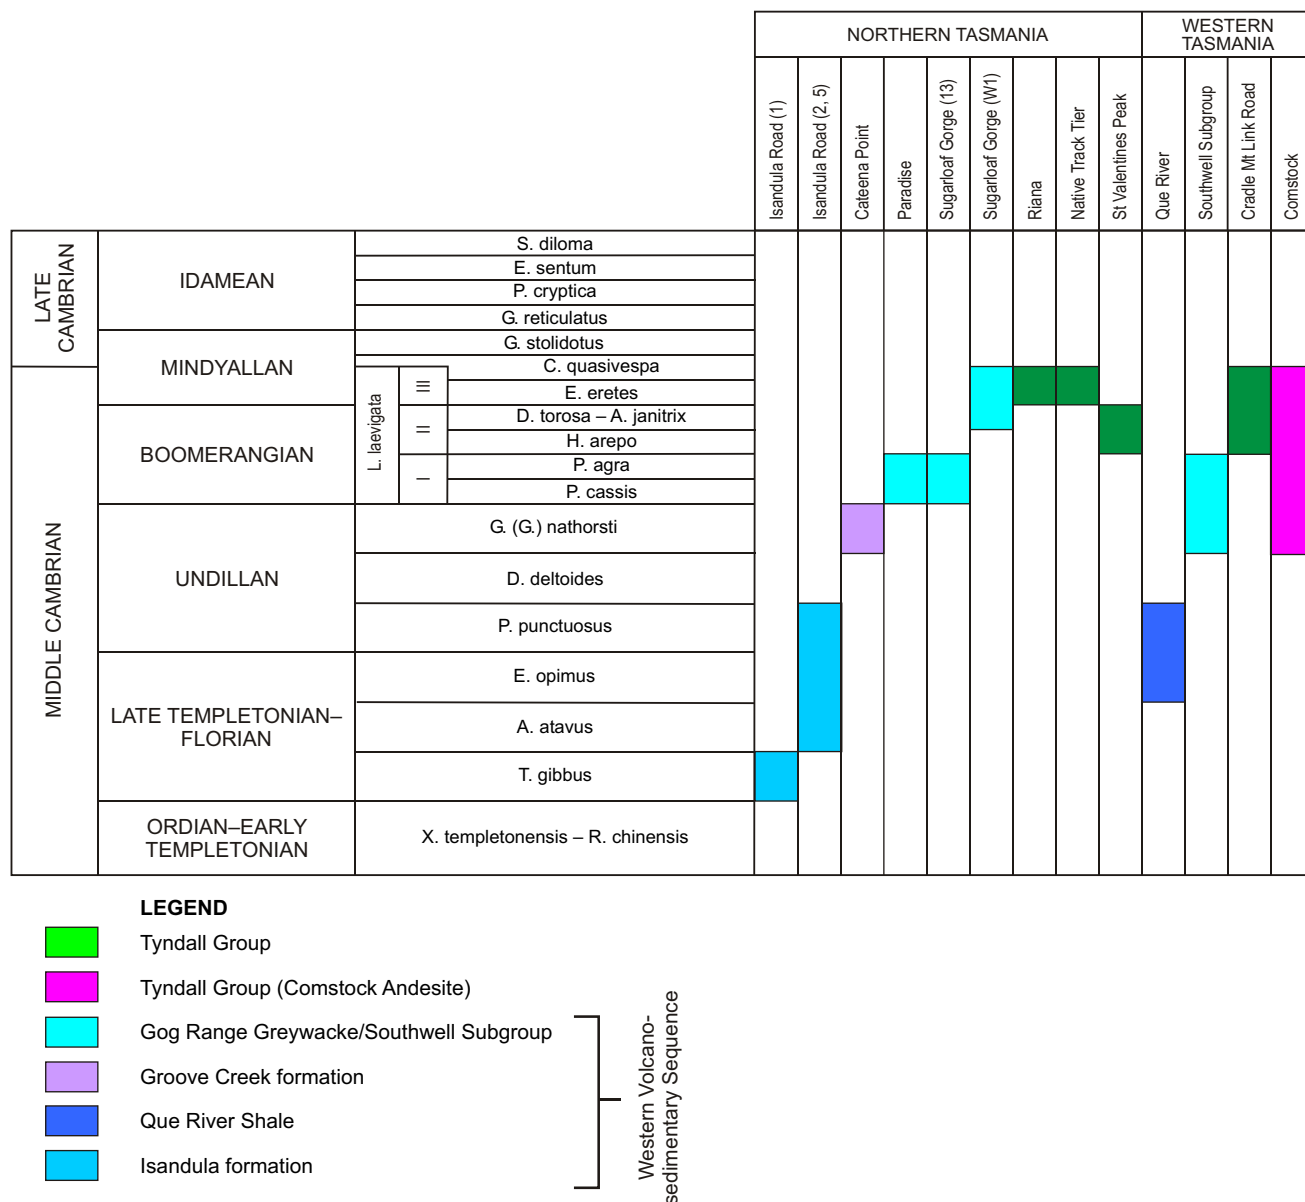 NORTHERN TASMANIA
WESTERN
TASMANIA
Isandula Road (1)
Isandula Road (2, 5)
Cateena Point
Paradise
Sugarloaf Gorge (13)
Sugarloaf Gorge (W1)
Riana
Native Track Tier
St Valentines Peak
Que River
Southwell Subgroup
Cradle Mt Link Road
Comstock
LATE
CAMBRIAN
MIDDLE CAMBRIAN
IDAMEAN
S. diloma
E. sentum
P. cryptica
G. reticulatus
MINDYALLAN
G. stolidotus
C. quasivespa
L. laevigata
III
E. eretes
BOOMERANGIAN
II
D. torosa – A. janitrix
H. arepo
I
P. agra
P. cassis
UNDILLAN
G. (G.) nathorsti
D. deltoides
P. punctuosus
LATE TEMPLETONIAN–
FLORIAN
E. opimus
A. atavus
T. gibbus
ORDIAN–EARLY
TEMPLETONIAN
X. templetonensis – R. chinensis
LEGEND
Tyndall Group
Tyndall Group (Comstock Andesite)
Gog Range Greywacke/Southwell Subgroup
Groove Creek formation
Que River Shale
Isandula formation
Western Volcano-
sedimentary Sequence